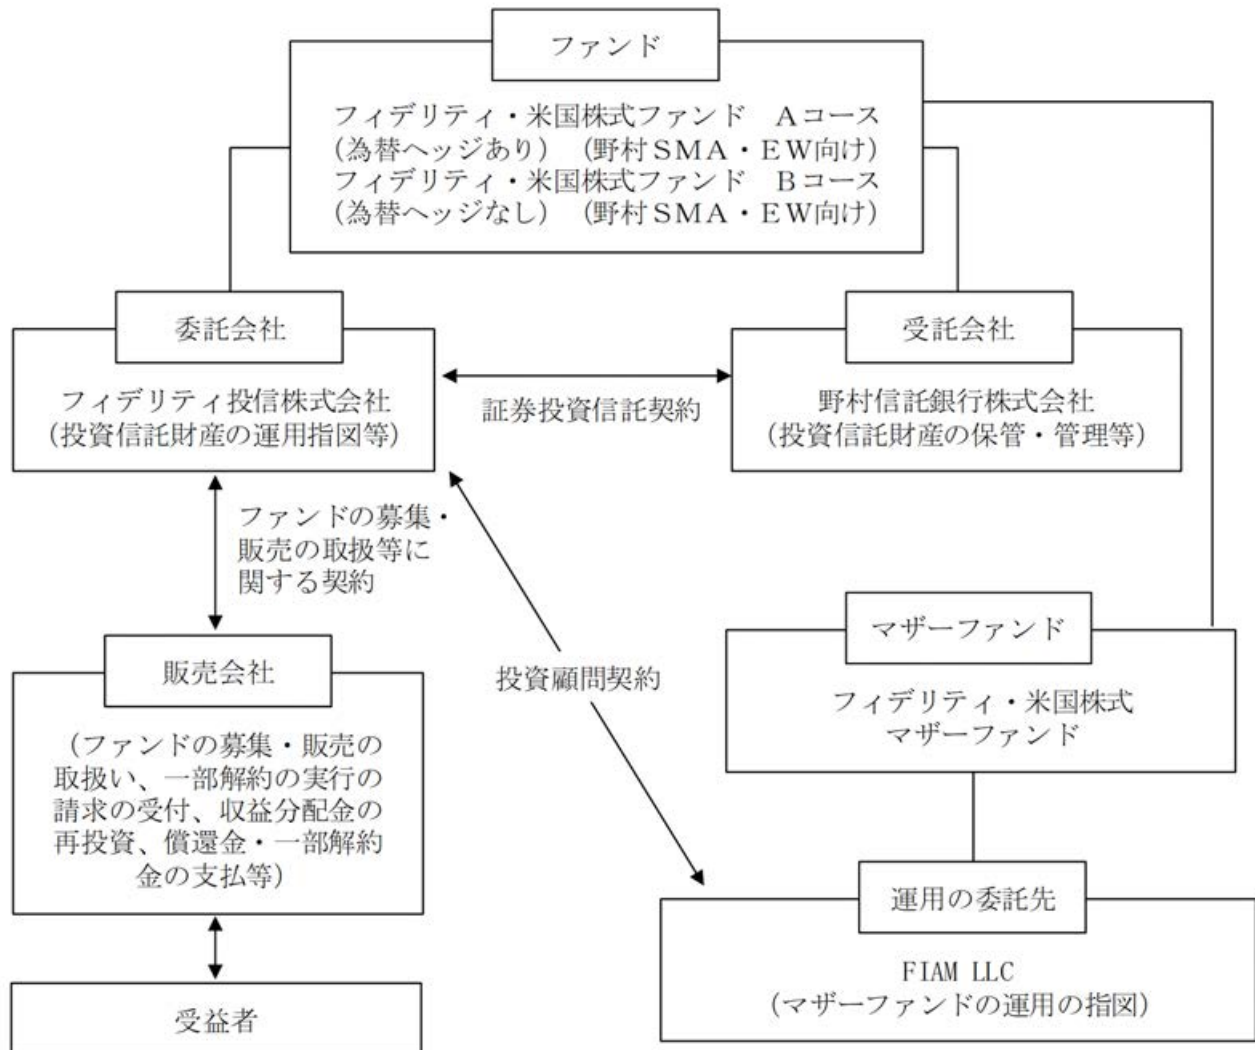 ファンド
フィデリティ・米国株式ファンド　Ａコース
（為替ヘッジあり）（野村ＳＭＡ・ＥＷ向け）
フィデリティ・米国株式ファンド　Ｂコース
（為替ヘッジなし）（野村ＳＭＡ・ＥＷ向け）
委託会社
フィデリティ投信株式会社
（投資信託財産の運用指図等）
証券投資信託契約
受託会社
野村信託銀行株式会社
（投資信託財産の保管・管理等）
ファンドの募集・
販売の取扱等に
関する契約
投資顧問契約
マザーファンド
フィデリティ・米国株式
マザーファンド
販売会社
（ファンドの募集・販売の
取扱い、一部解約の実行の
請求の受付、収益分配金の
再投資、償還金・一部解約
金の支払等）
運用の委託先
FIAM LLC
（マザーファンドの運用の指図）
受益者